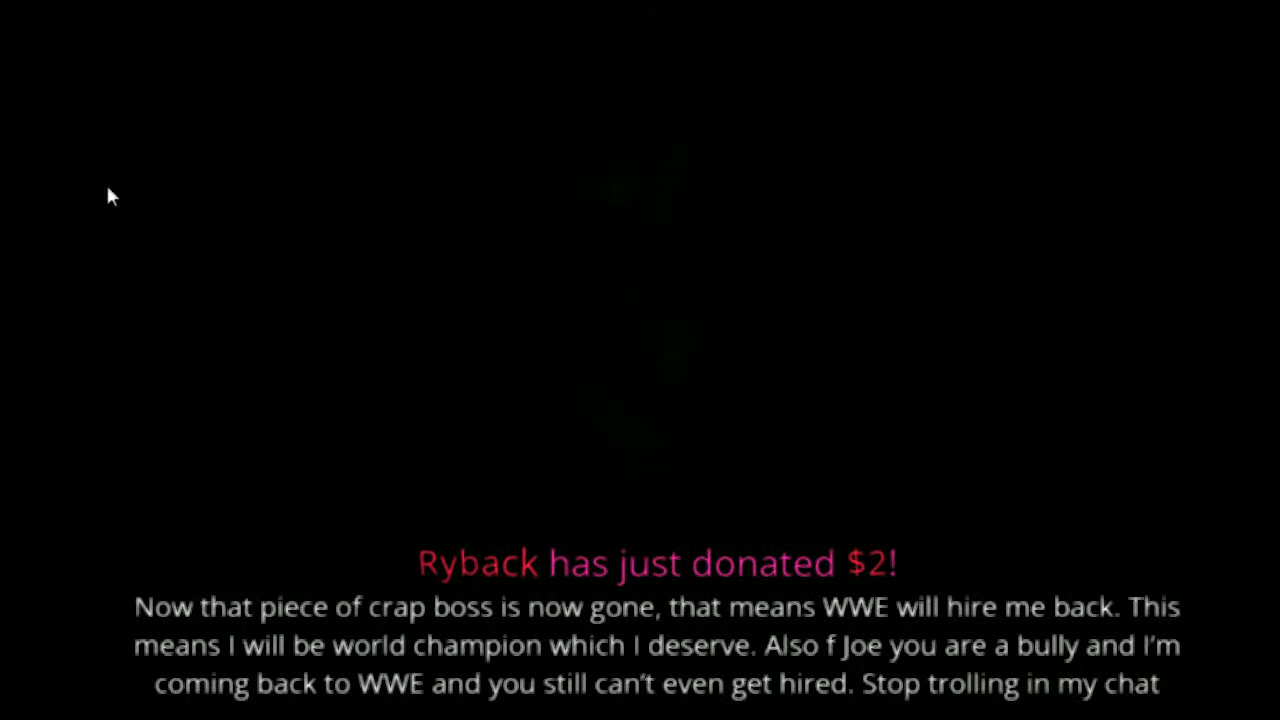 Ryback has just donated $2!
Now that piece of crap boss is now gone, that means WWE will hire me back. This
means I will be world champion which I deserve. Also f Joe you are a bully and I'm
coming back to WWE and you still can't even get hired. Stop trolling in my chat